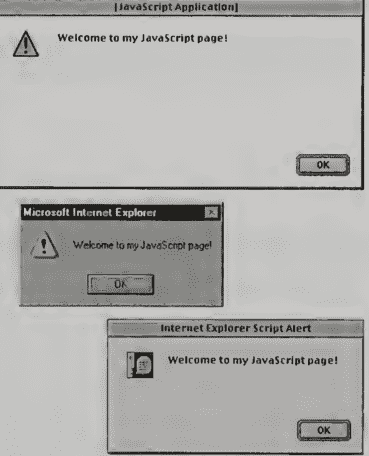 [JavaScript Application]
Welcome to my JavaScript page!
OK
Microsoft Internet Explorer
Welcome to my JavaScript page!
OK
Internet Explorer Script Alert
Welcome to my JavaScript page!
OK